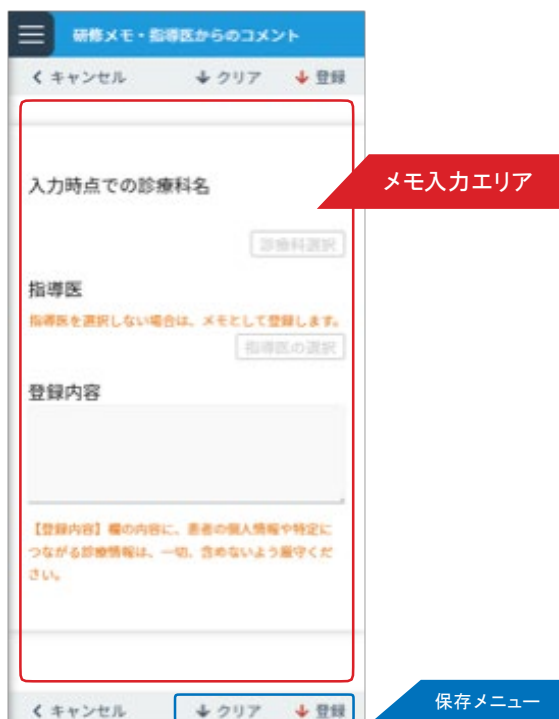 研修メモ・指導医からのコメント
キャンセル クリア 登録
メモ入力エリア
入力時点での診療科名
診療科選択
指導医
指導医を選択しない場合は、メモとして登録します。
指導医の選択
登録内容
【登録内容】欄の内容に、患者の個人情報や特定に
つながる診療情報は、一切、含めないよう厳守くだ
さい。
キャンセル クリア 登録
保存メニュー